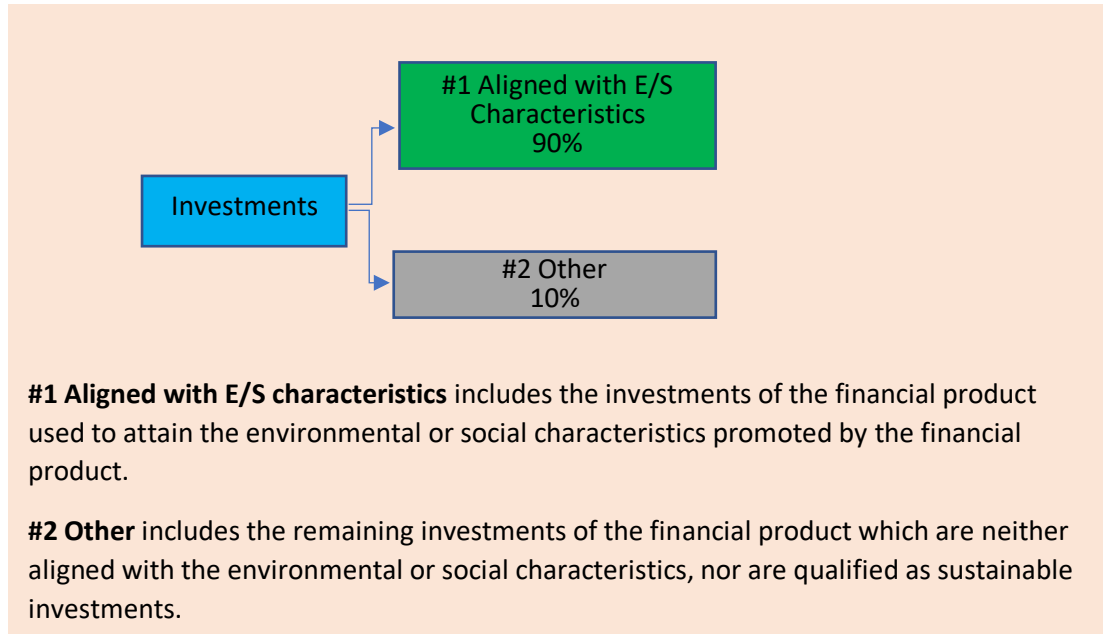 #1 Aligned with E/S
Characteristics
90%
Investments
#2 Other
10%
#1 Aligned with E/S characteristics includes the investments of the financial product
used to attain the environmental or social characteristics promoted by the financial
product.
#2 Other includes the remaining investments of the financial product which are neither
aligned with the environmental or social characteristics, nor are qualified as sustainable
investments.